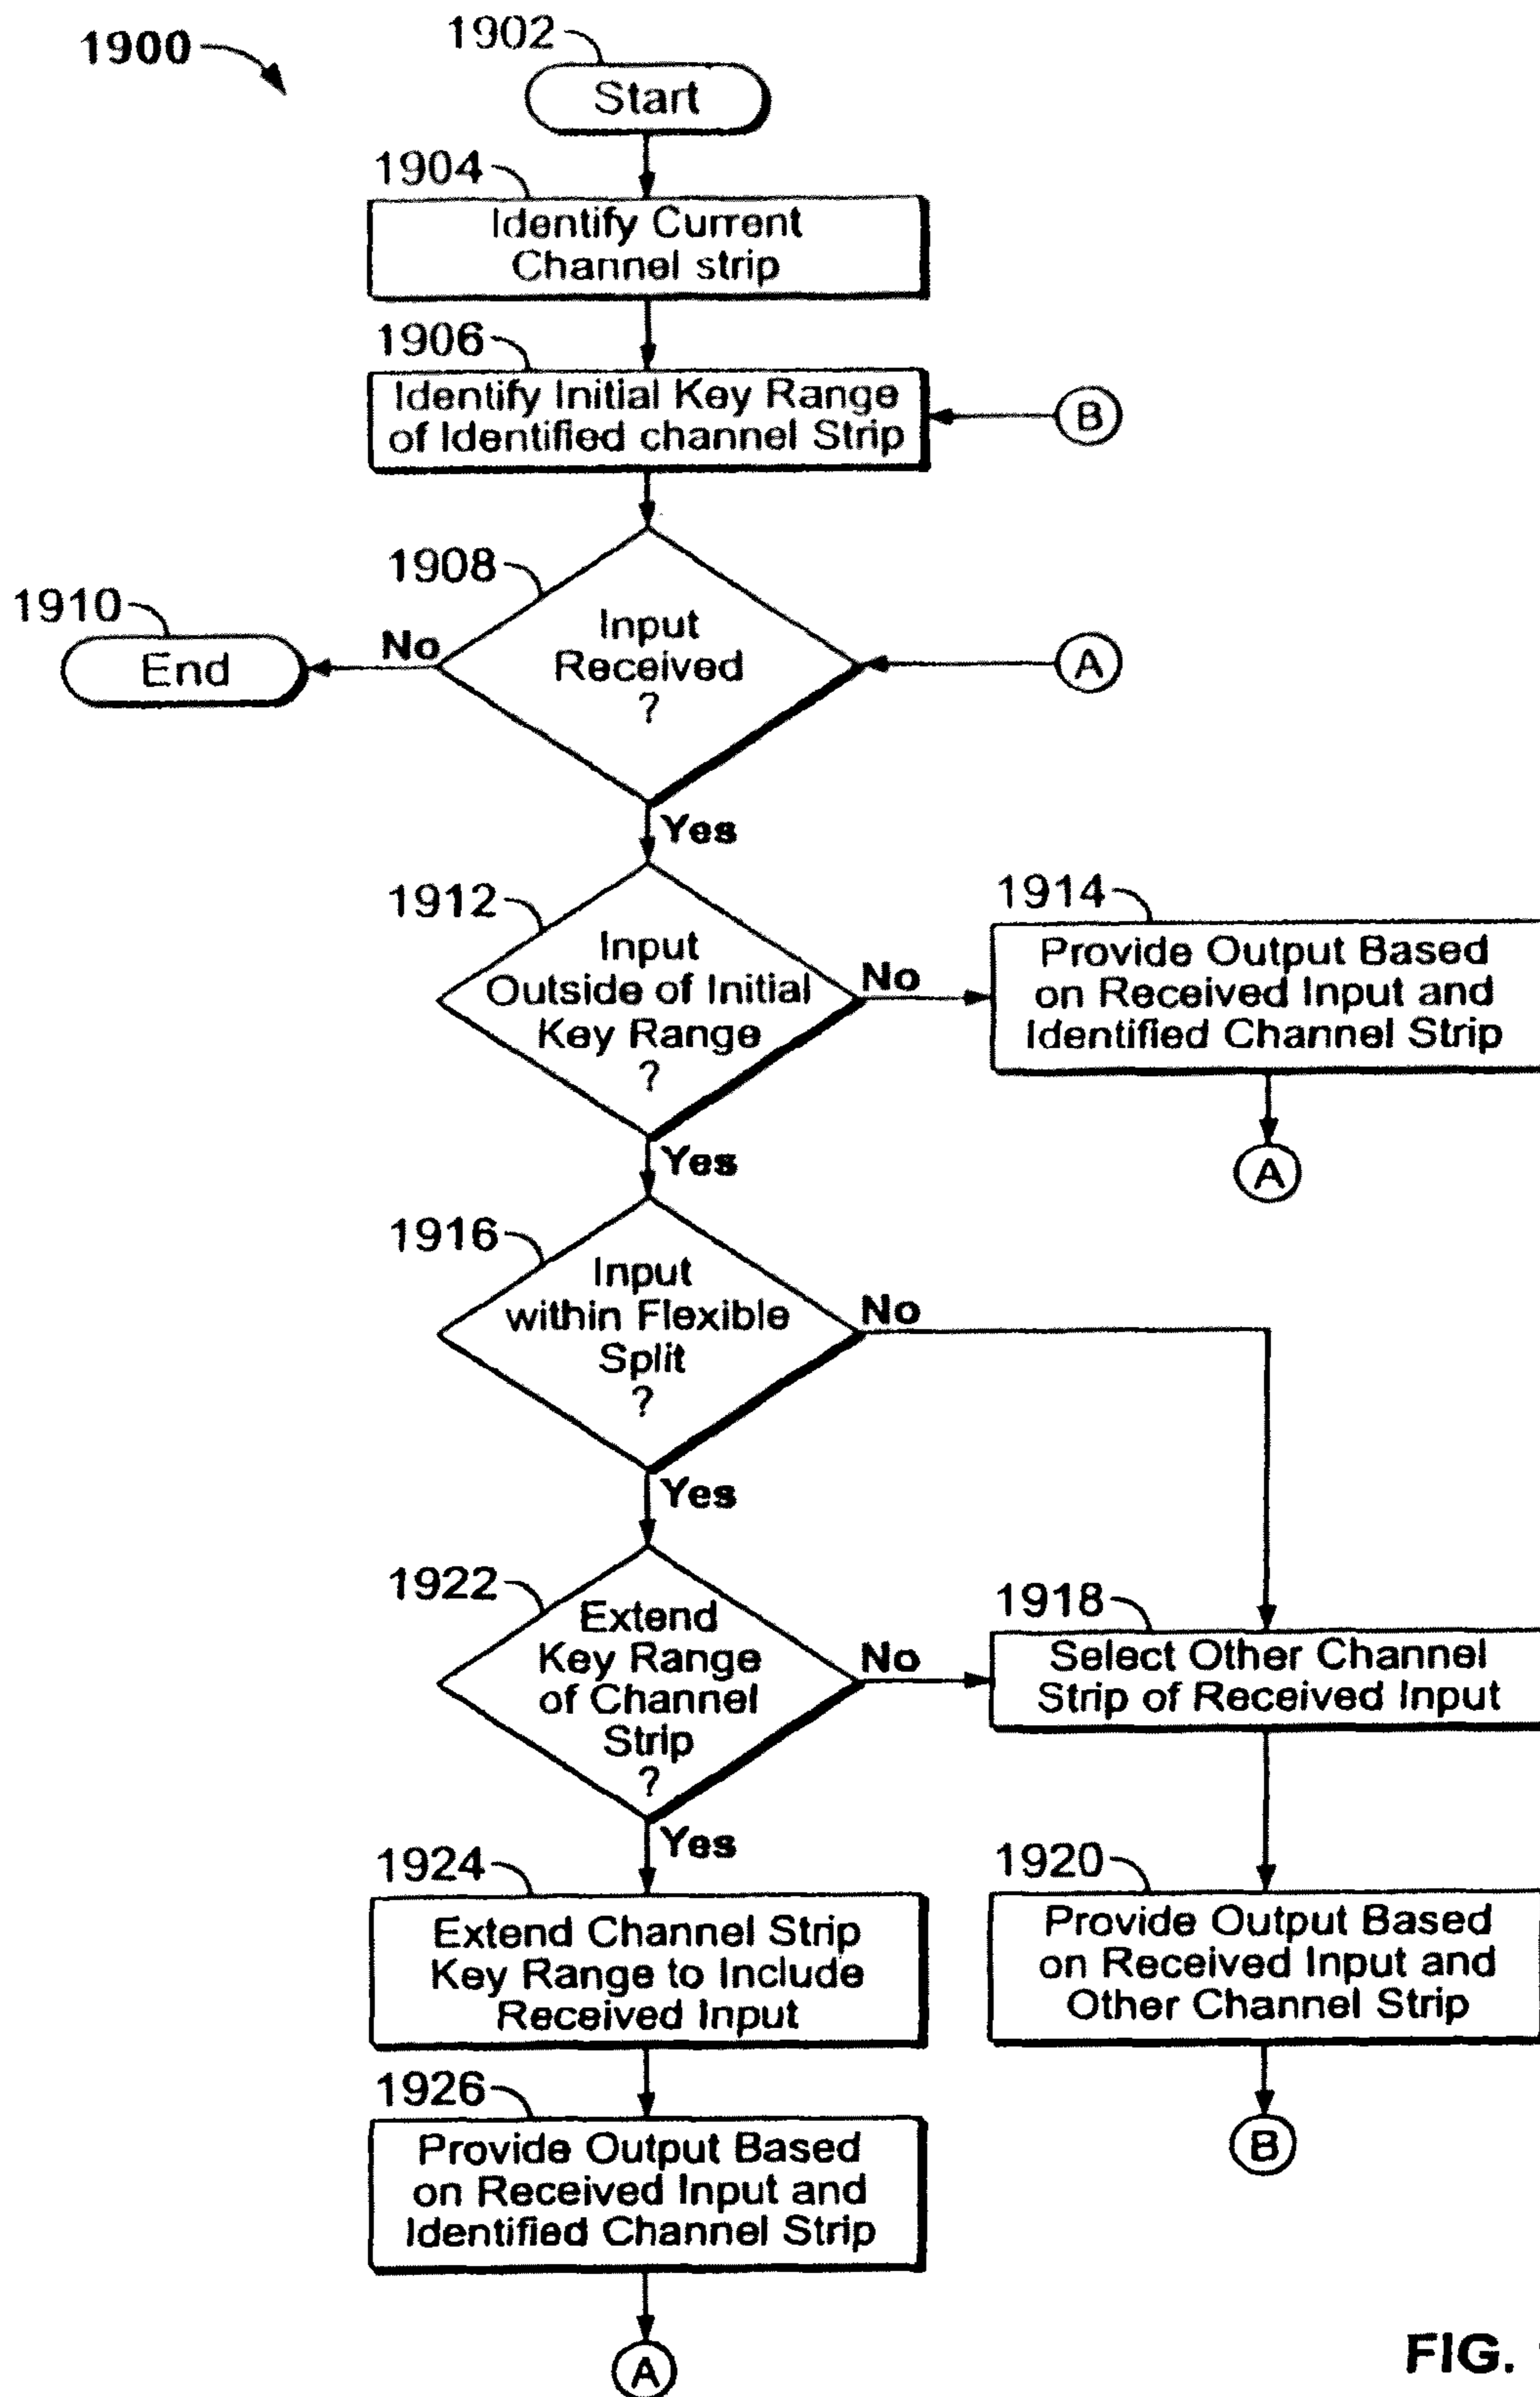 1900
1902
Start
1904
Identify Current
Channel strip
1906
Identify Initial Key Range
of Identified channel Strip
B
1908
Input
Received
?
A
No
1910
End
Yes
1912
Input
Outside of Initial
Key Range
?
No
1914
Provide Output Based
on Received Input and
Identified Channel Strip
A
Yes
1916
Input
within Flexible
Split
?
No
Yes
1922
Extend
Key Range
of Channel
Strip
?
No
1918
Select Other Channel
Strip of Received Input
Yes
1924
Extend Channel Strip
Key Range to Include
Received Input
1920
Provide Output Based
on Received Input and
Other Channel Strip
B
1926
Provide Output Based
on Received Input and
Identified Channel Strip
A
FIG.